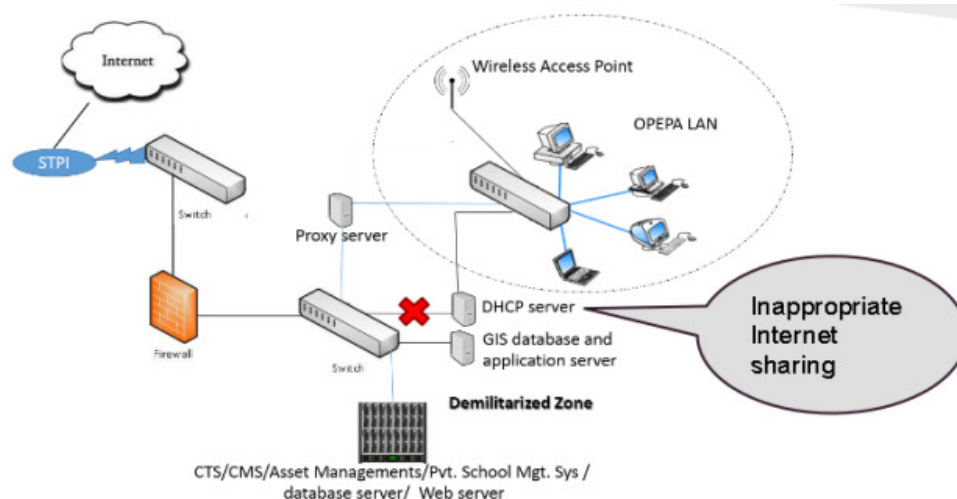 Internet
STPI
Switch
Wireless Access Point
OPEPA LAN
Proxy server
Firewall
Switch
DHCP server
GIS database and
application server
Inappropriate
Internet
sharing
Demilitarized Zone
CTS/CMS/Asset Managements/Pvt. School Mgt. Sys /
database server/ Web server